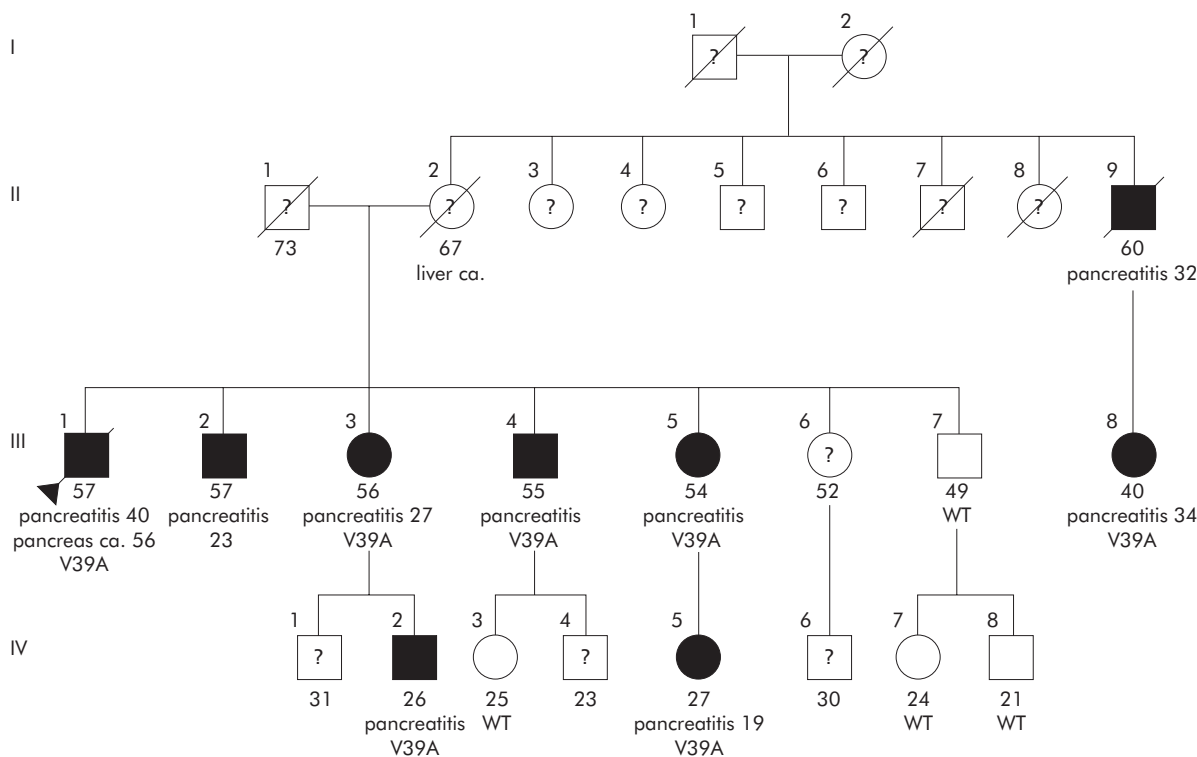 1 2
I
? ?
1 2 3 4 5 6 7 8 9
II
? ? ? ? ? ? ? ?
73 67 60
liver ca. pancreatitis 32
1 2 3 4 5 6 7 8
III
?
57 57 56 55 54 52 49 40
pancreatitis 40 pancreatitis pancreatitis 27 pancreatitis pancreatitis WT pancreatitis 34
pancreas ca. 56 23 V39A V39A V39A V39A
V39A
1 2 3 4 5 6 7 8
IV
? ? ?
31 26 25 23 27 30 24 21
pancreatitis WT pancreatitis 19 WT WT
V39A V39A